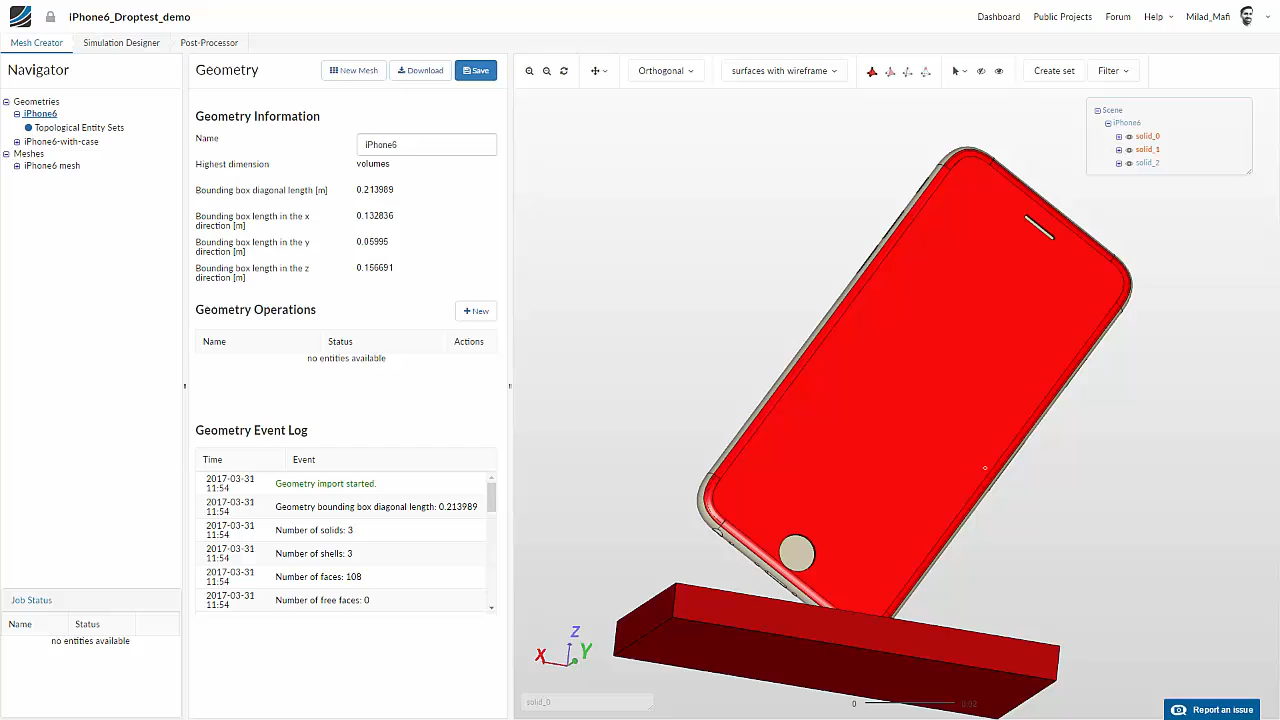 iPhone6_Droptest_demo
Dashboard Public Projects Forum Help Milad_Mafi
Mesh Creator Simulation Designer Post-Processor
Navigator
Geometries
iPhone6
Topological Entity Sets
iPhone6-with-case
Meshes
iPhone6 mesh
Job Status
Name Status
no entities available
Geometry
New Mesh Download Save
Geometry Information
Name iPhone6
Highest dimension volumes
Bounding box diagonal length [m] 0.213989
Bounding box length in the x 0.132836
direction [m]
Bounding box length in the y 0.05995
direction [m]
Bounding box length in the z 0.156691
direction [m]
Geometry Operations
+ New
Name Status Actions
no entities available
Geometry Event Log
Time Event
2017-03-31 Geometry import started.
11:54
2017-03-31 Geometry bounding box diagonal length: 0.213989
11:54
2017-03-31 Number of solids: 3
11:54
2017-03-31 Number of shells: 3
11:54
2017-03-31 Number of faces: 108
11:54
2017-03-31 Number of free faces: 0
11:54
Orthogonal surfaces with wireframe Create set Filter
Scene
iPhone6
solid_0
solid_1
solid_2
Z
X Y
solid_0
0 0.02
Report an issue